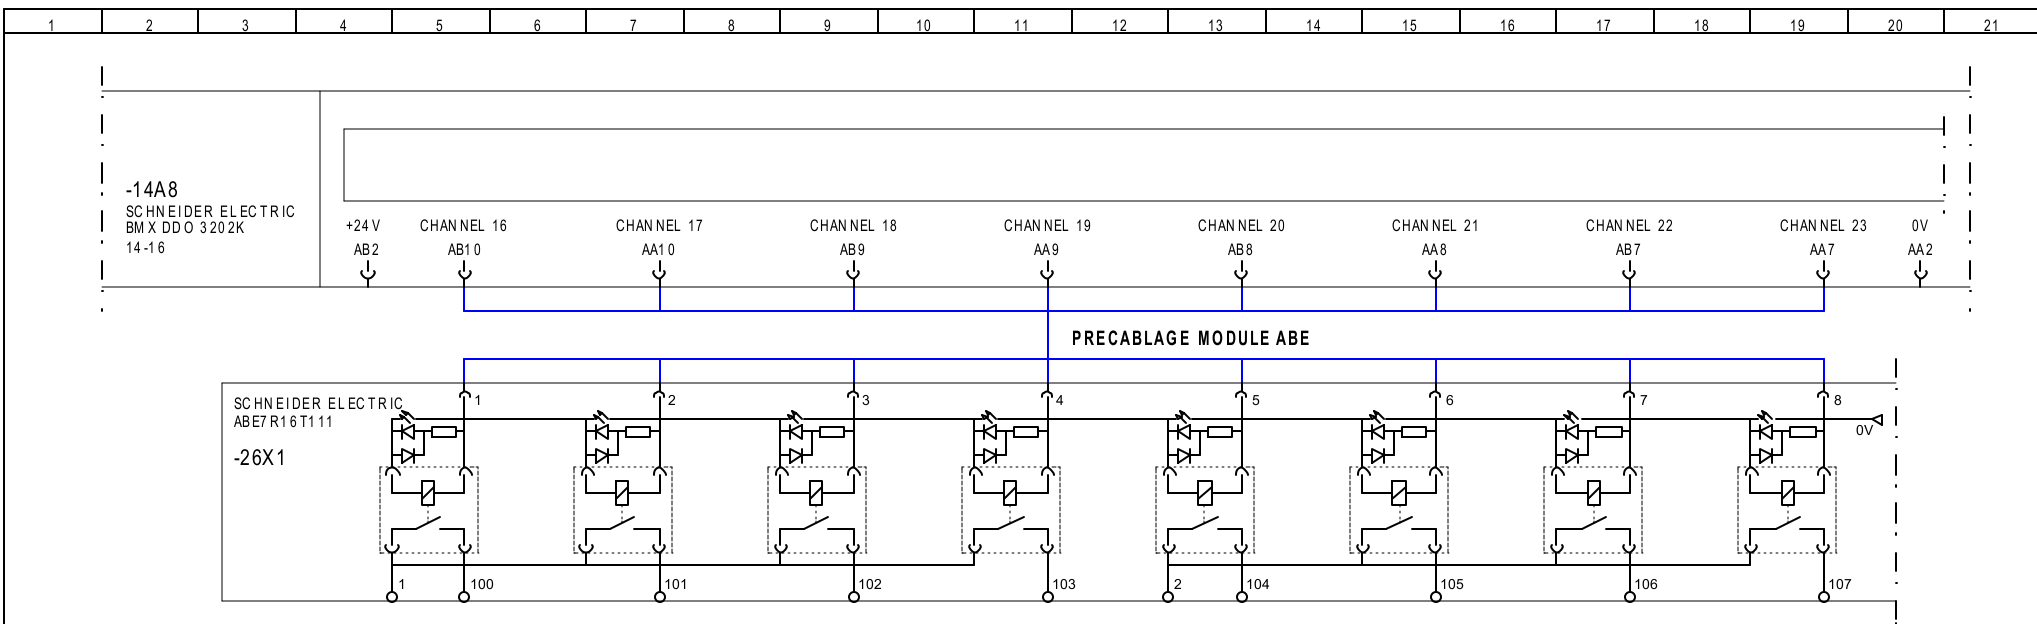 1 2 3 4 5 6 7 8 9 10 11 12 13 14 15 16 17 18 19 20 21
-14A8
SCHNEIDER ELECTRIC
BMX DDO 3202K
14-16
+24V CHANNEL 16 CHANNEL 17 CHANNEL 18 CHANNEL 19 CHANNEL 20 CHANNEL 21 CHANNEL 22 CHANNEL 23 0V
AB2 AB10 AA10 AB9 AA9 AB8 AA8 AB7 AA7 AA2
PRECABLAGE MODULE ABE
SCHNEIDER ELECTRIC
ABE7R16T111
-26X1
1 2 3 4 5 6 7 8
0V
1 100 101 102 103 2 104 105 106 107